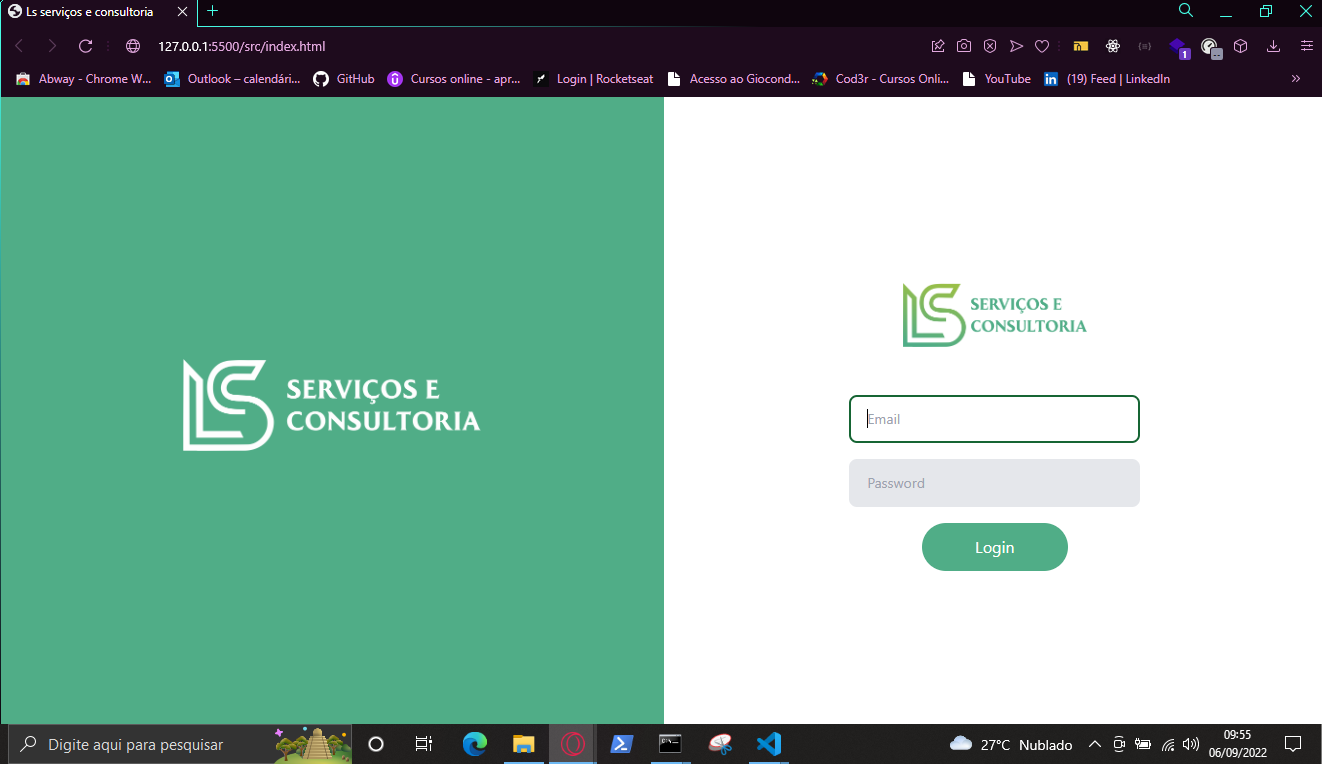 Ls serviços e consultoria
127.0.0.1:5500/src/index.html
1
Abway - Chrome W... Outlook – calendári... GitHub Cursos online - apr... Login | Rocketseat Acesso ao Giocond... Cod3r - Cursos Onli... YouTube (19) Feed | LinkedIn
LS SERVIÇOS E
CONSULTORIA
LS SERVIÇOS E
CONSULTORIA
Email
Password
Login
Digite aqui para pesquisar
27°C Nublado
09:55
06/09/2022